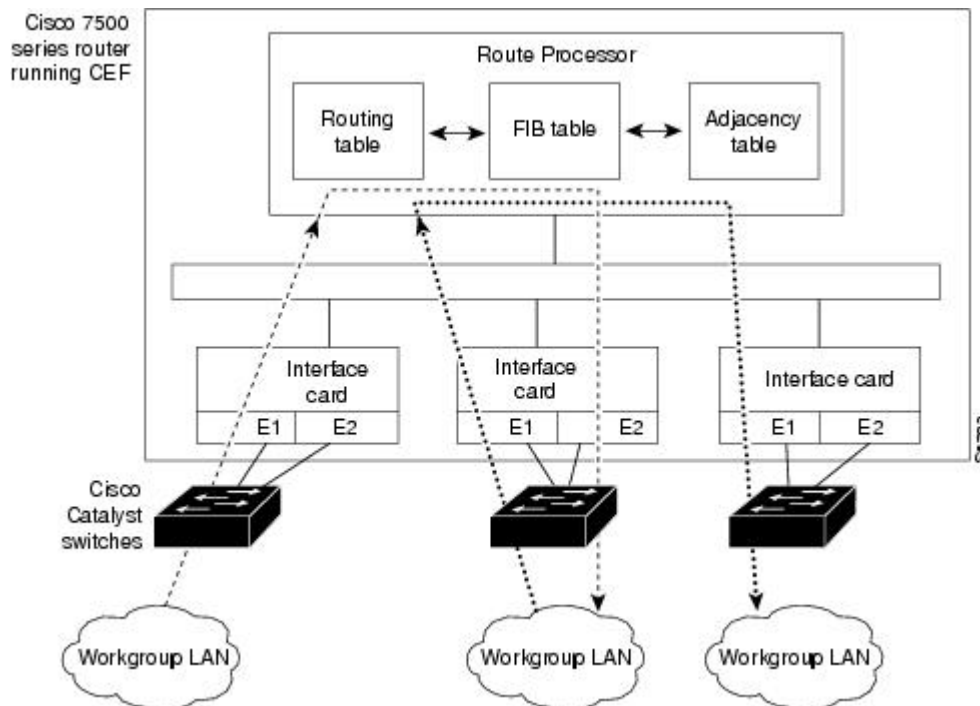 Cisco 7500
series router
running CEF
Route Processor
Routing
table
FIB table
Adjacency
table
Interface
card
E1
E2
Interface
card
E1
E2
Interface card
E1
E2
Cisco
Catalyst
switches
Workgroup LAN
Workgroup LAN
Workgroup LAN